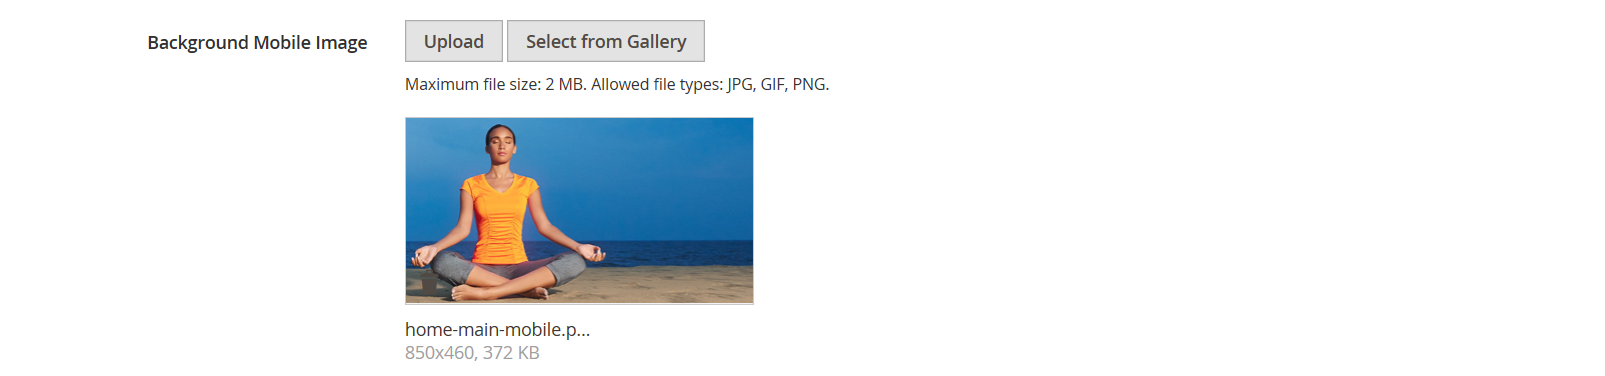 Background Mobile Image Upload Select from Gallery
Maximum file size: 2 MB. Allowed file types: JPG, GIF, PNG.
home-main-mobile.p...
850x460, 372 KB